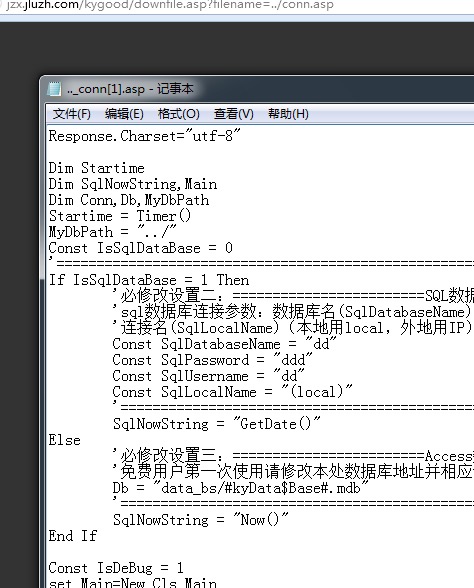 jzx.jluzh.com/kygood/downfile.asp?filename=../conn.asp
.._conn[1].asp - 记事本
文件(F) 编辑(E) 格式(O) 查看(V) 帮助(H)
Response.Charset="utf-8"
Dim Startime
Dim SqlNowString,Main
Dim Conn,Db,MyDbPath
Startime = Timer()
MyDbPath = "../"
Const IsSqlDataBase = 0
'=====================================================
If IsSqlDataBase = 1 Then
'必修改设置二：========================SQL数据
'sql数据库连接参数：数据库名(SqlDatabaseName)
'连接名(SqlLocalName)(本地用local，外地用IP)
Const SqlDatabaseName = "dd"
Const SqlPassword = "ddd"
Const SqlUsername = "dd"
Const SqlLocalName = "(local)"
'=============================================
SqlNowString = "GetDate()"
Else
'必修改设置三：========================Access
'免费用户第一次使用请修改本处数据库地址并相应
Db = "data_bs/#kyData$Base#.mdb"
'=============================================
SqlNowString = "Now()"
End If
Const IsDeBug = 1
set Main=New Cls_Main